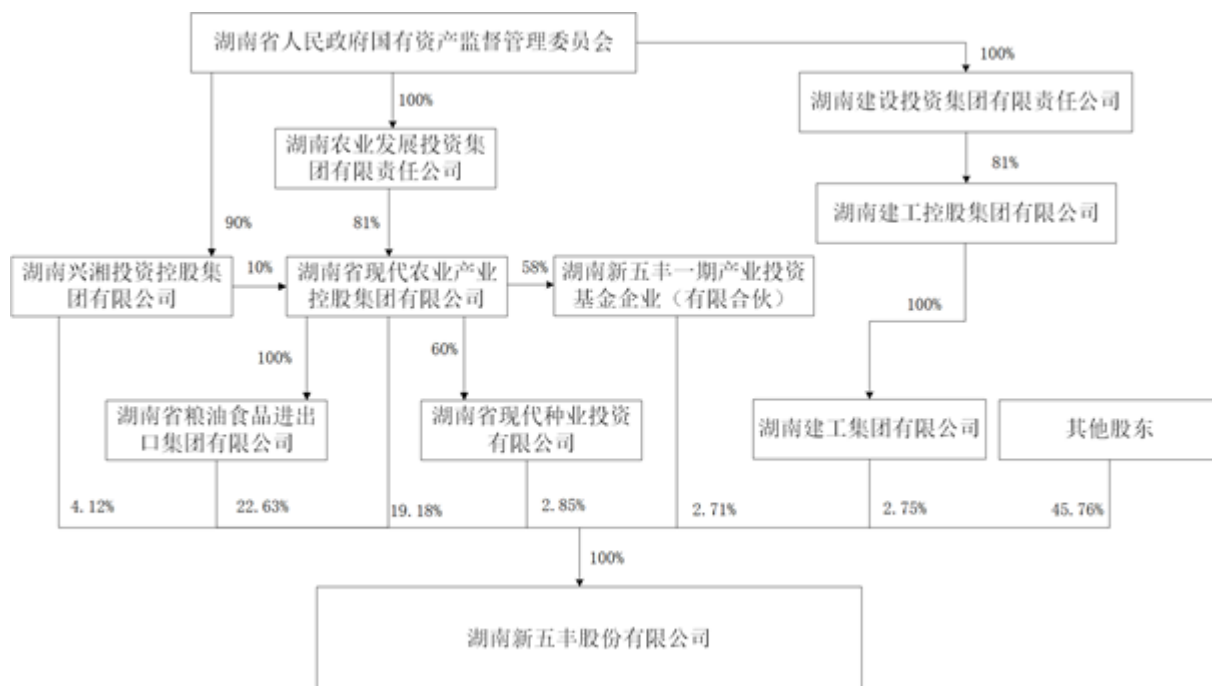 湖南省人民政府国有资产监督管理委员会
100%
100%
湖南建设投资集团有限责任公司
湖南农业发展投资集
团有限责任公司
81%
湖南建工控股集团有限公司
90%
81%
湖南兴湘投资控股集
团有限公司
10%
湖南省现代农业产业
控股集团有限公司
58%
湖南新五丰一期产业投资
基金企业（有限合伙）
100%
100%
60%
湖南省粮油食品进出
口集团有限公司
湖南省现代种业投资
有限公司
湖南建工集团有限公司
其他股东
4.12%
22.63%
19.18%
2.85%
2.71%
2.75%
45.76%
100%
湖南新五丰股份有限公司